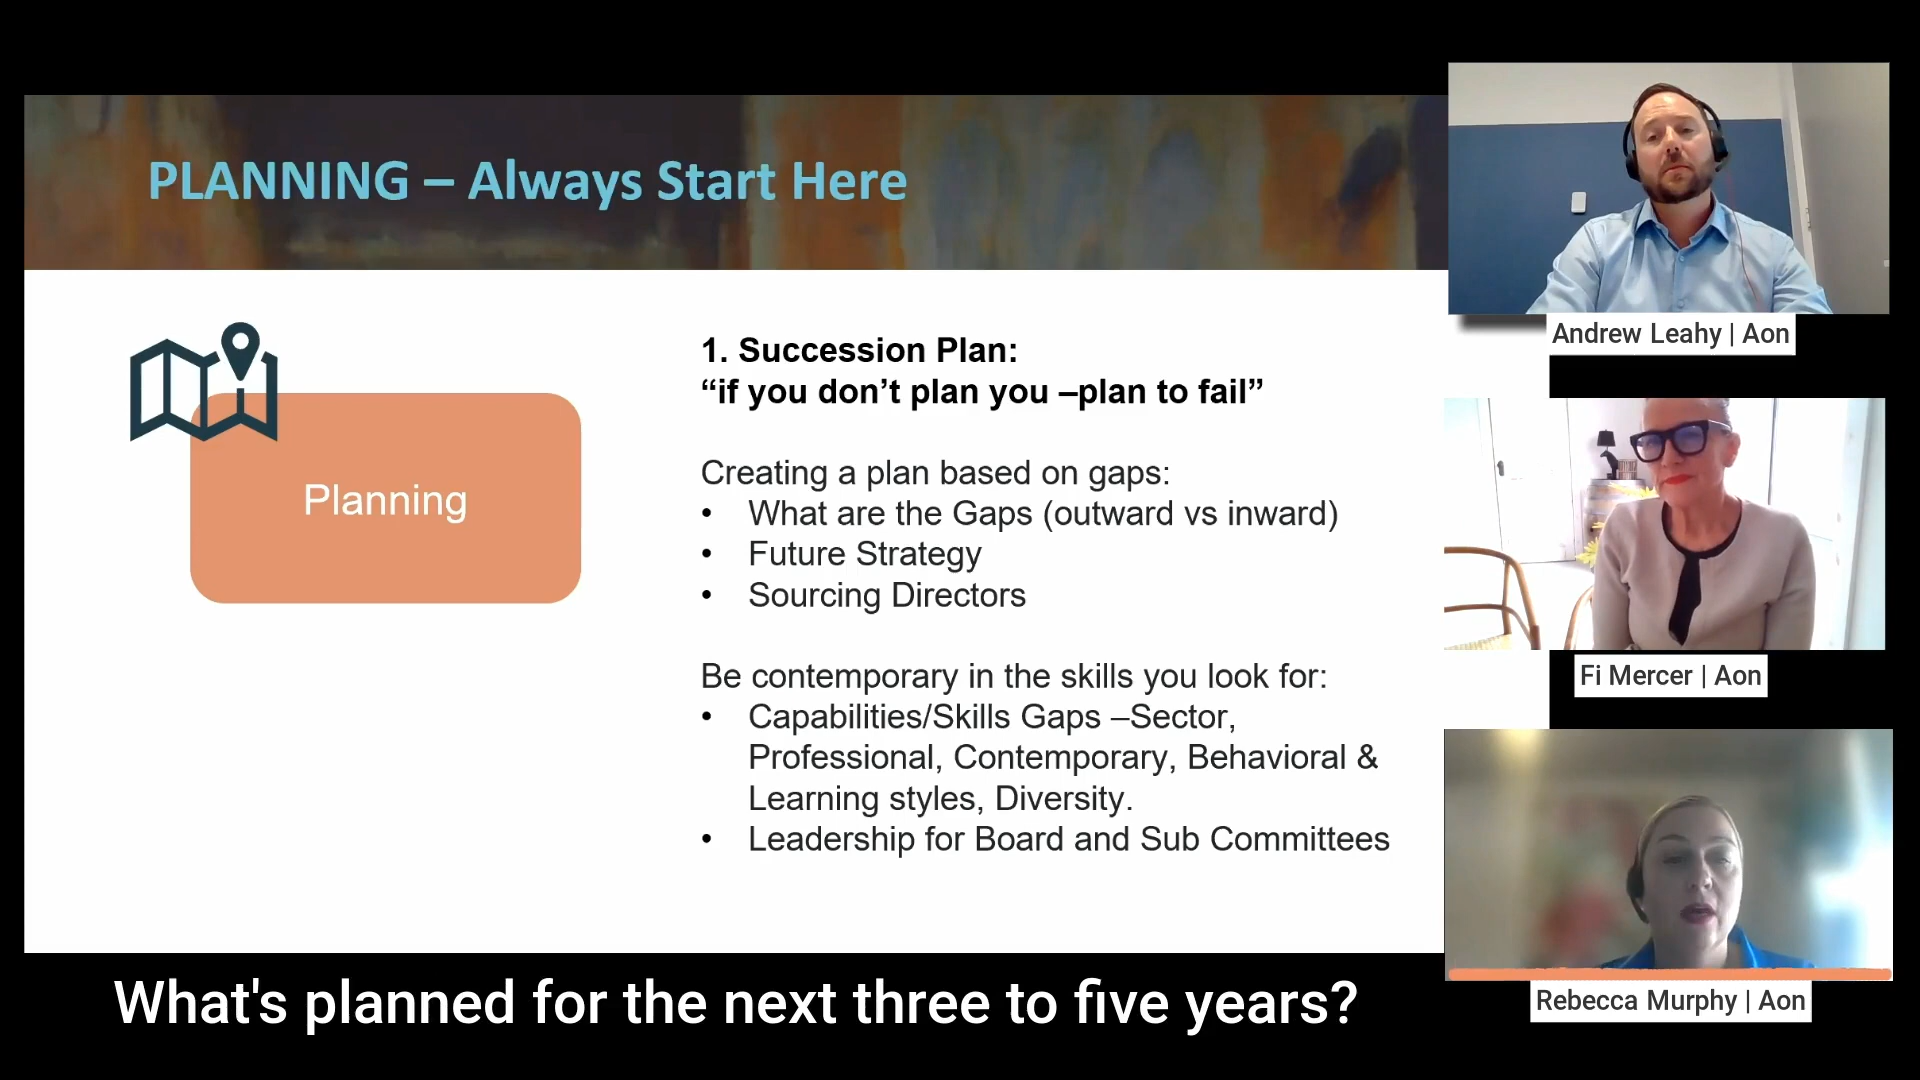 PLANNING – Always Start Here
Planning
1. Succession Plan:
“if you don’t plan you –plan to fail”
Creating a plan based on gaps:
• What are the Gaps (outward vs inward)
• Future Strategy
• Sourcing Directors
Be contemporary in the skills you look for:
• Capabilities/Skills Gaps –Sector,
Professional, Contemporary, Behavioral &
Learning styles, Diversity.
• Leadership for Board and Sub Committees
Andrew Leahy | Aon
Fi Mercer | Aon
Rebecca Murphy | Aon
What's planned for the next three to five years?